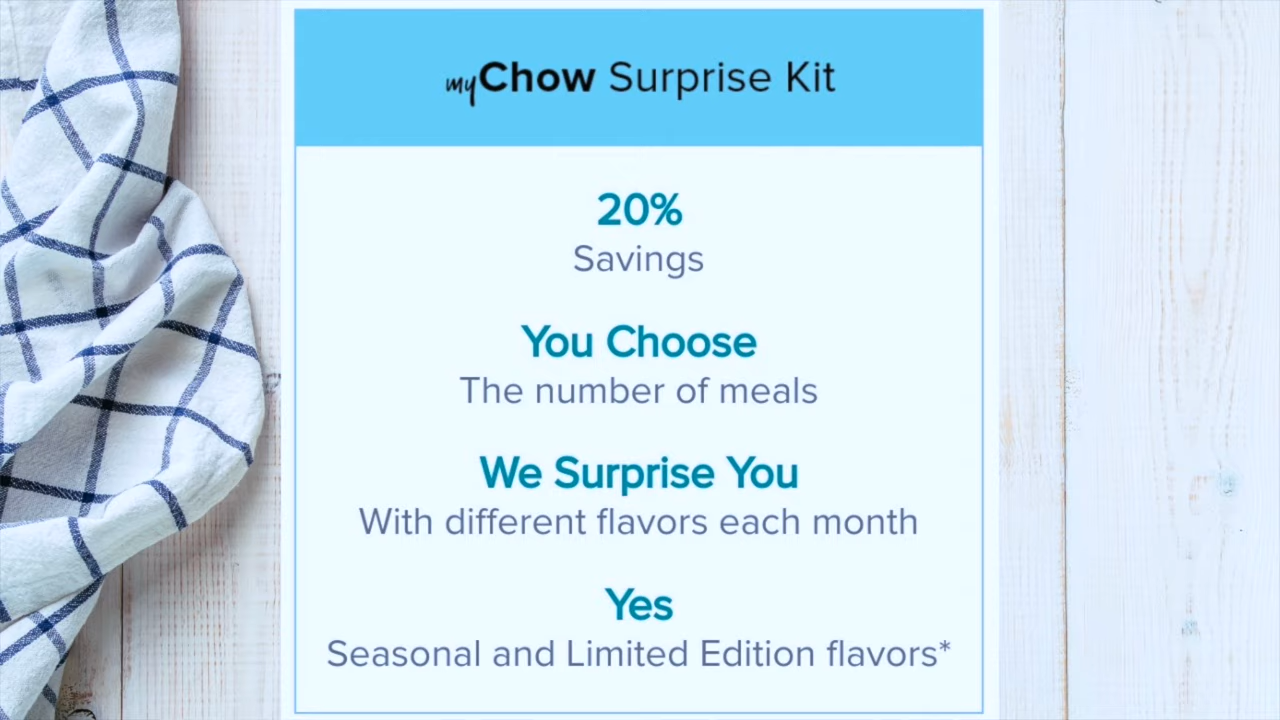 myChow Surprise Kit
20%
Savings
You Choose
The number of meals
We Surprise You
With different flavors each month
Yes
Seasonal and Limited Edition flavors*